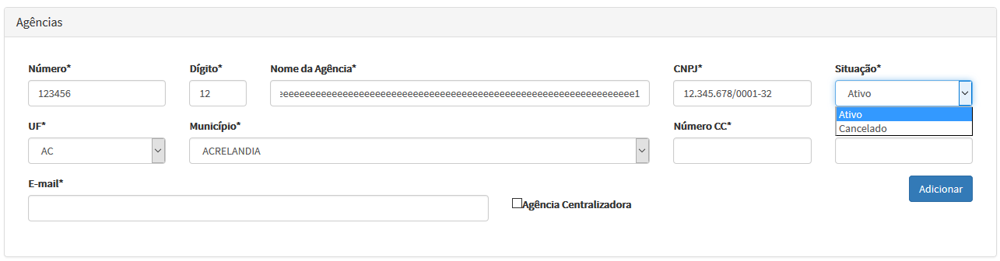 Agências
Número* Dígito* Nome da Agência* CNPJ* Situação*
123456 12 eeeeeeeeeeeeeeeeeeeeeeeeeeeeeeeeeeeeeeeeeeeeeeeeeeeeeeeeeeeeeeeeeee1 12.345.678/0001-32 Ativo
Ativo
Cancelado
UF* Município* Número CC*
AC ACRELANDIA
E-mail*
Agência Centralizadora
Adicionar